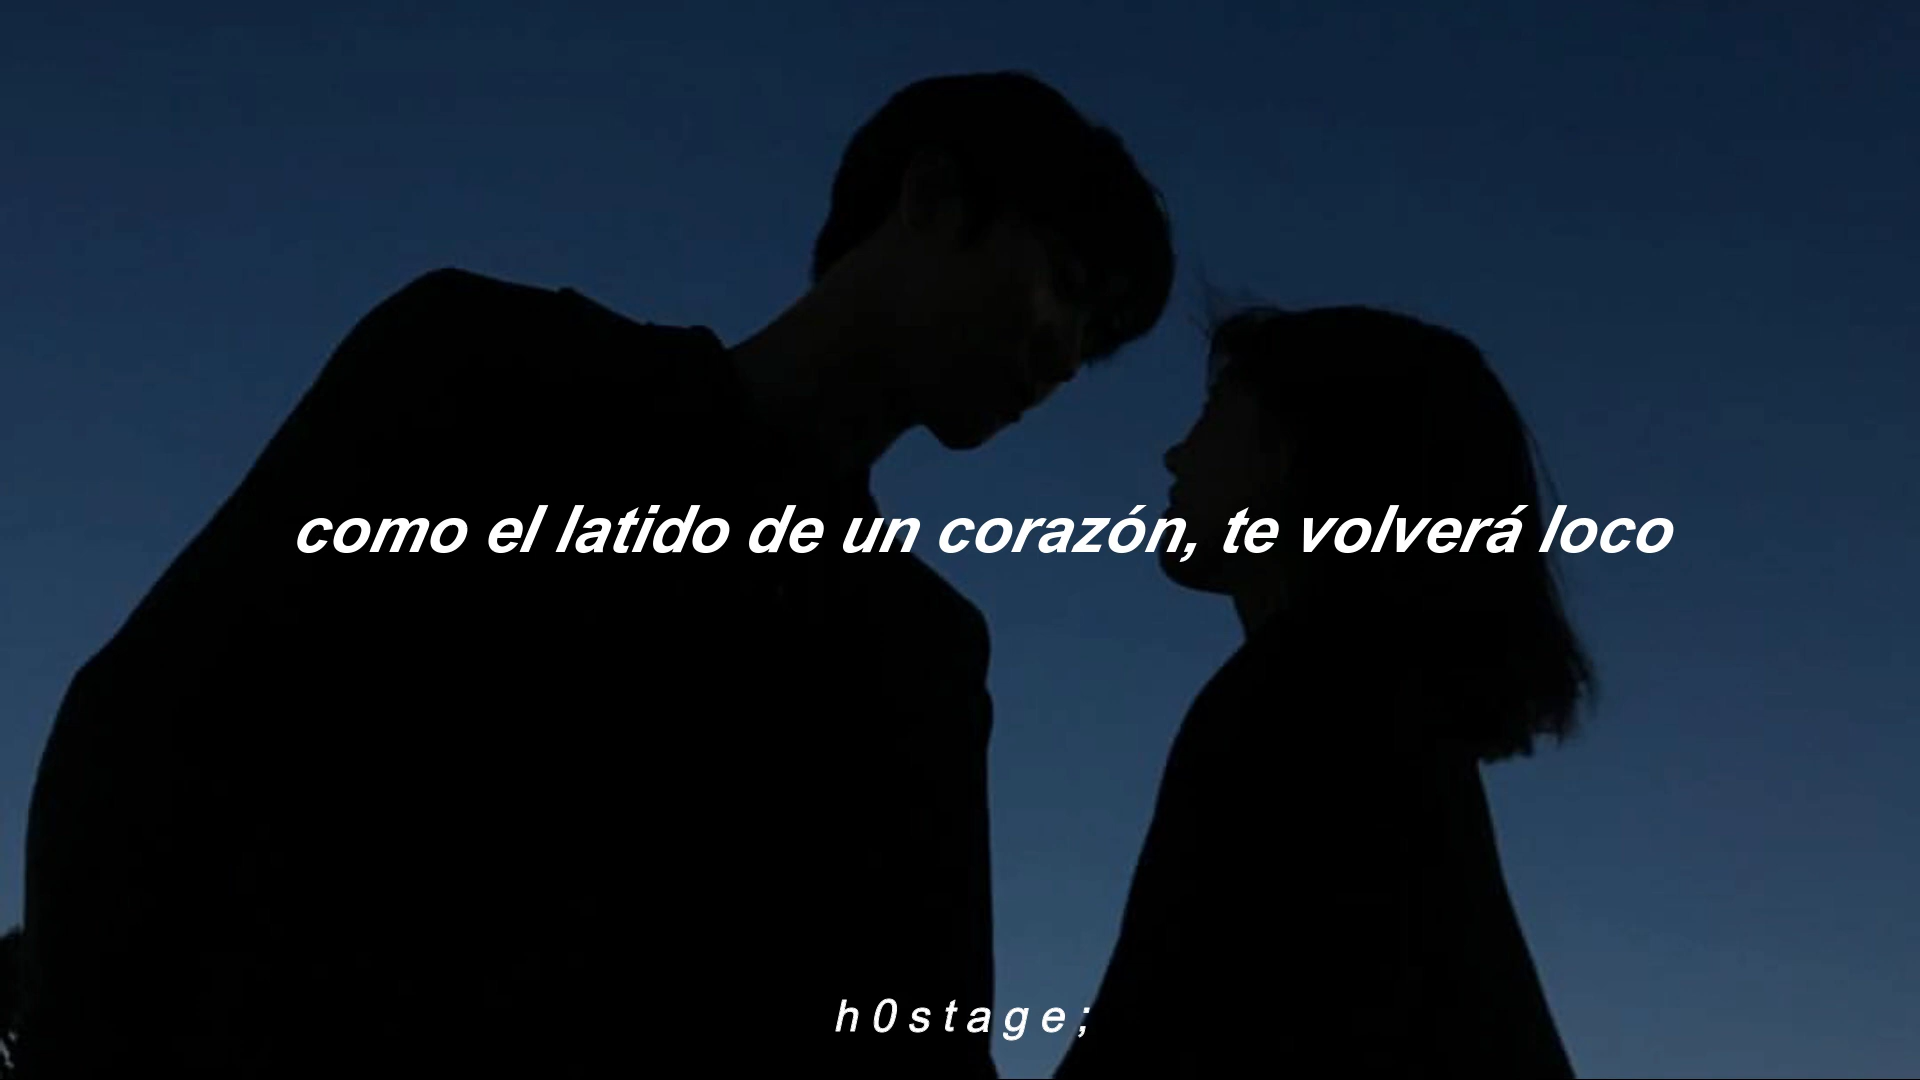 como el latido de un corazón, te volverá loco
h0stage;